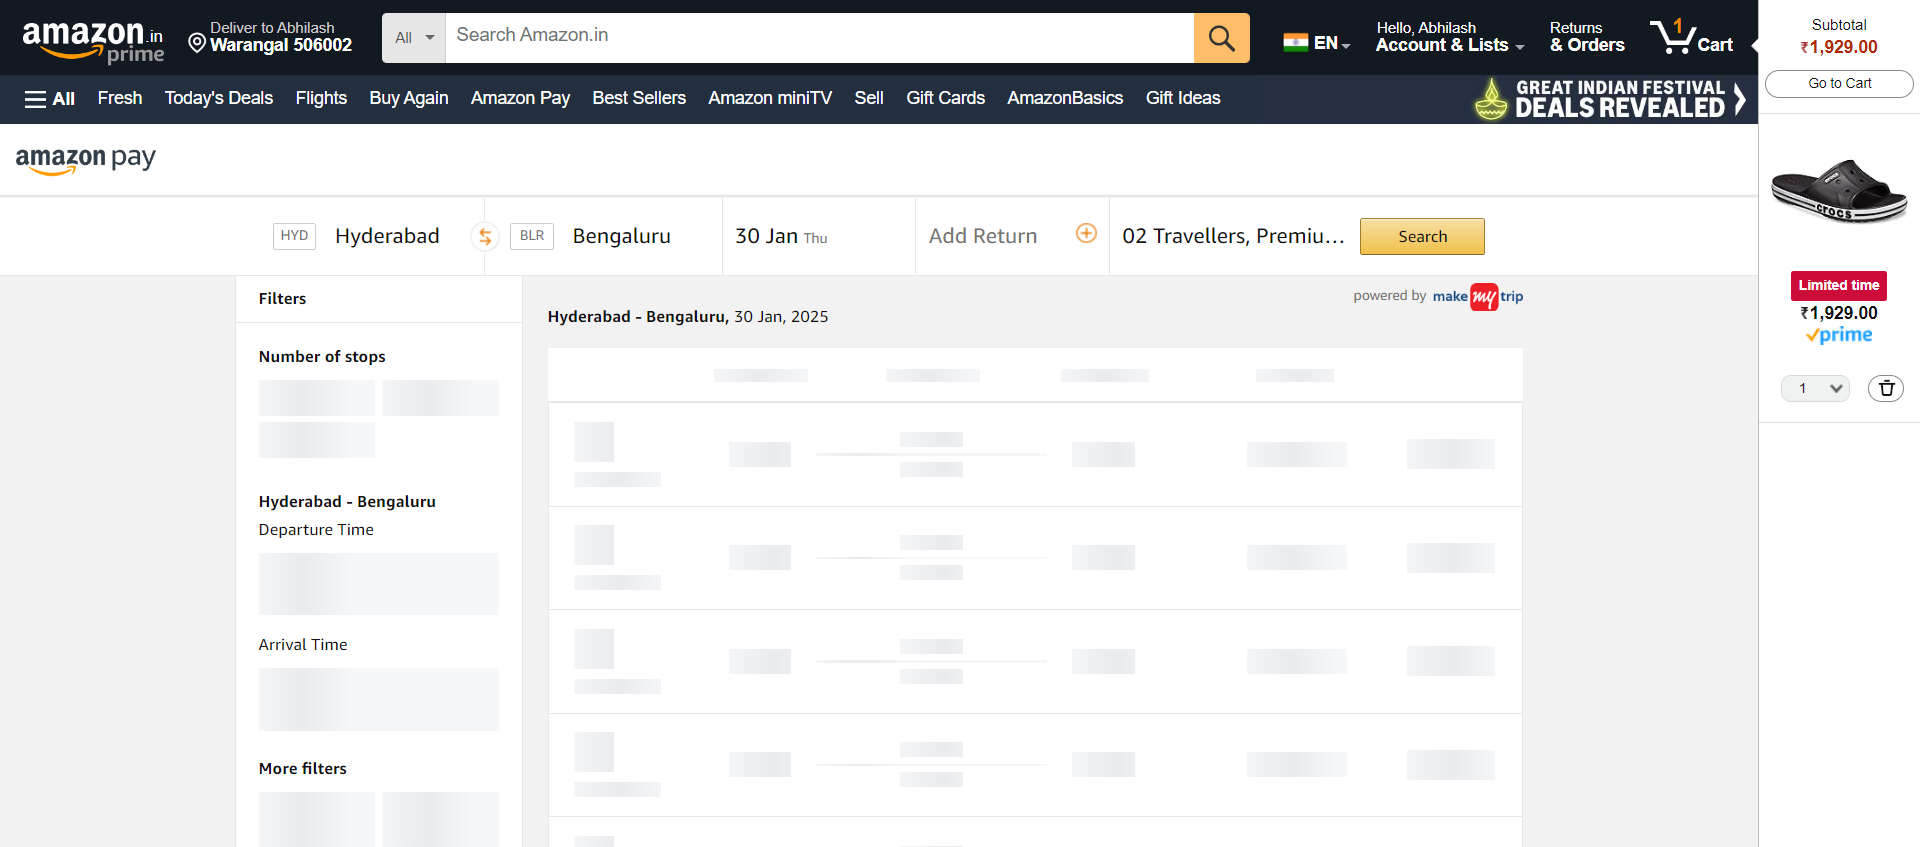 amazon.in
prime
Deliver to Abhilash
Warangal 506002
All
Search Amazon.in
EN
Hello, Abhilash
Account & Lists
Returns
& Orders
1
Cart
Subtotal
₹1,929.00
Go to Cart
All
Fresh
Today's Deals
Flights
Buy Again
Amazon Pay
Best Sellers
Amazon miniTV
Sell
Gift Cards
AmazonBasics
Gift Ideas
GREAT INDIAN FESTIVAL
DEALS REVEALED
amazon pay
HYD
Hyderabad
BLR
Bengaluru
30 Jan Thu
Add Return
02 Travellers, Premiu...
Search
crocs
Limited time
₹1,929.00
prime
1
Filters
Number of stops
Hyderabad - Bengaluru
Departure Time
Arrival Time
More filters
powered by make my trip
Hyderabad - Bengaluru, 30 Jan, 2025